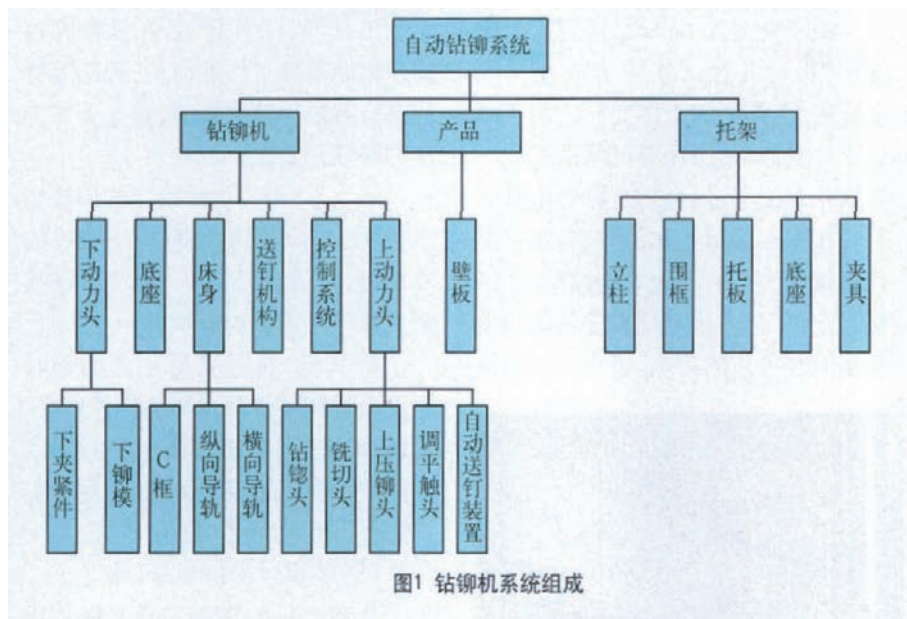 自动钻铆系统
钻铆机
产品
托架
下动力头
底座
床身
送钉机构
控制系统
上动力头
壁板
立柱
围框
托板
底座
夹具
下夹紧件
下铆模
C框
纵向导轨
横向导轨
钻锪头
铣切头
上压铆头
调平触头
自动送钉装置
图1 钻铆机系统组成